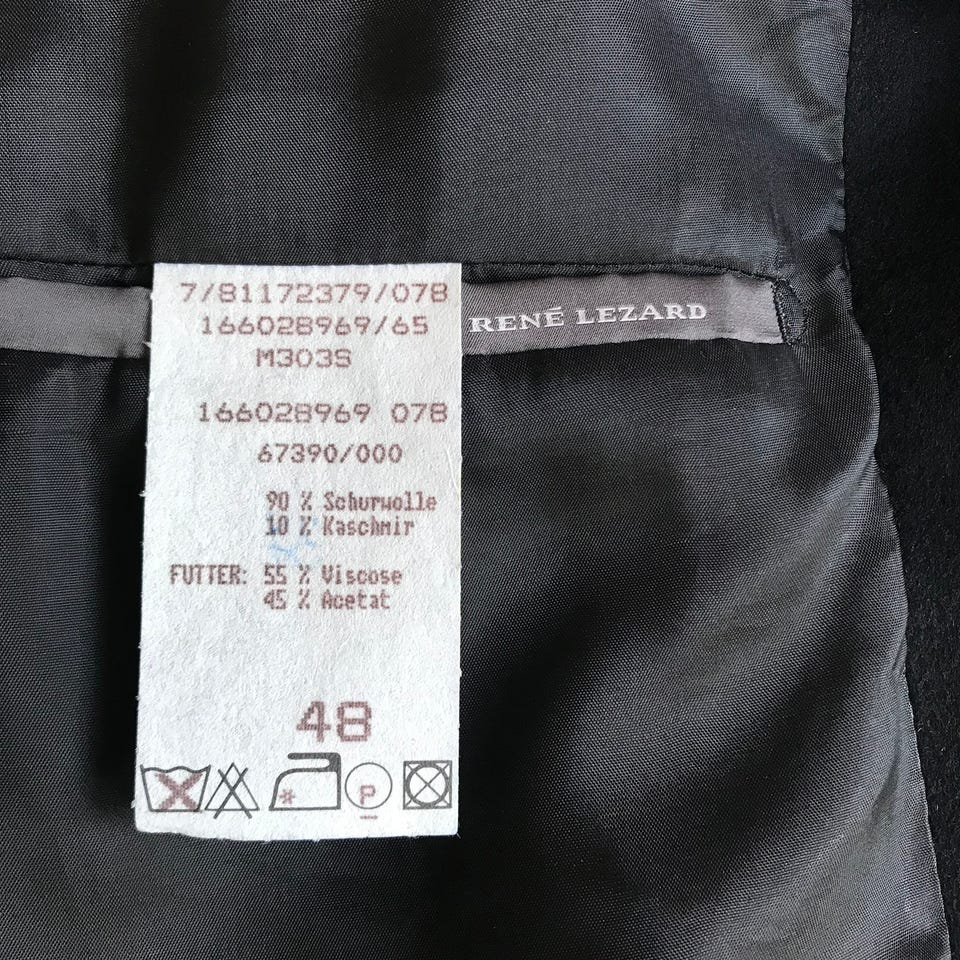 7/81172379/078
166028969/65
M303S
RENÉ LEZARD
166028969 078
67390/000
90 % Schurwolle
10 % Kaschmir
FUTTER: 55 % Viscose
45 % Acetat
48
P